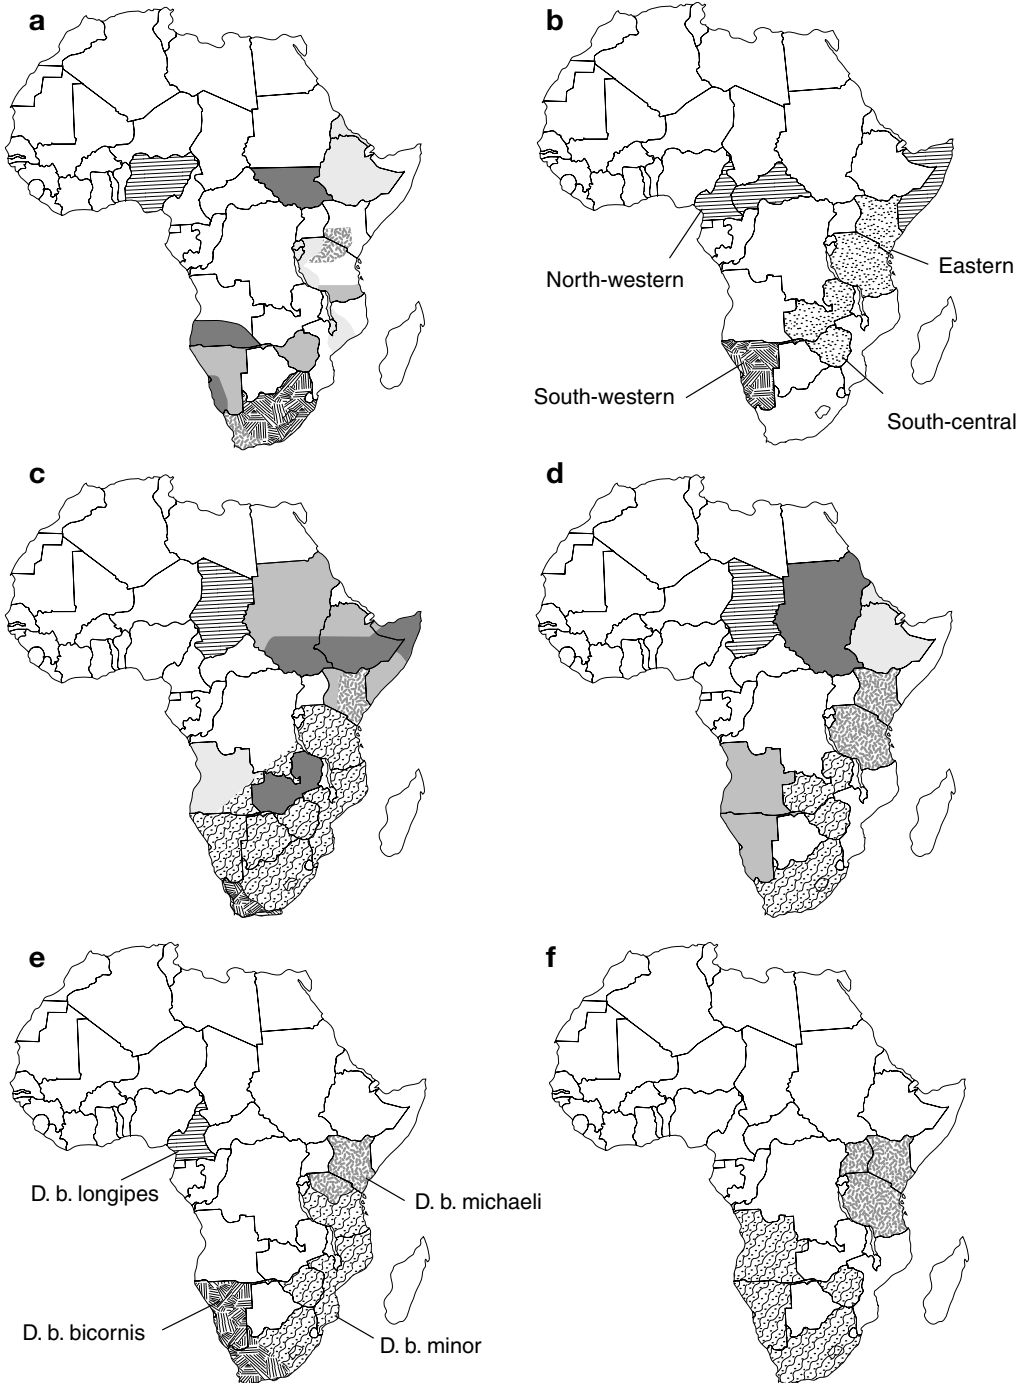 a
b
North-western
Eastern
South-western
South-central
c
d
e
f
D. b. longipes
D. b. michaeli
D. b. bicornis
D. b. minor